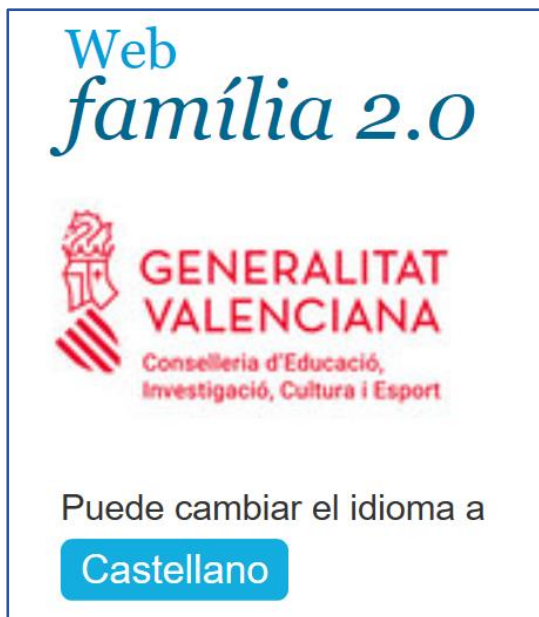 Web
família 2.0
GENERALITAT
VALENCIANA
Conselleria d'Educació,
Investigació, Cultura i Esport
Puede cambiar el idioma a
Castellano